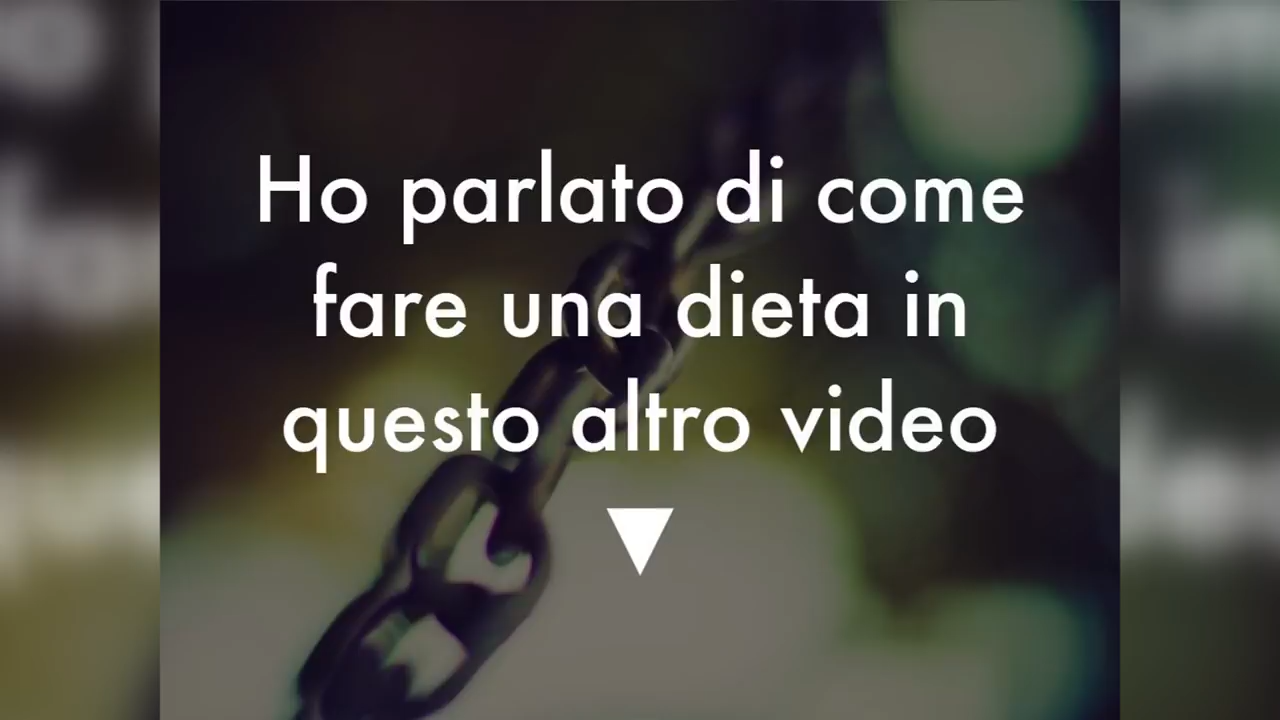 Ho parlato di come
fare una dieta in
questo altro video